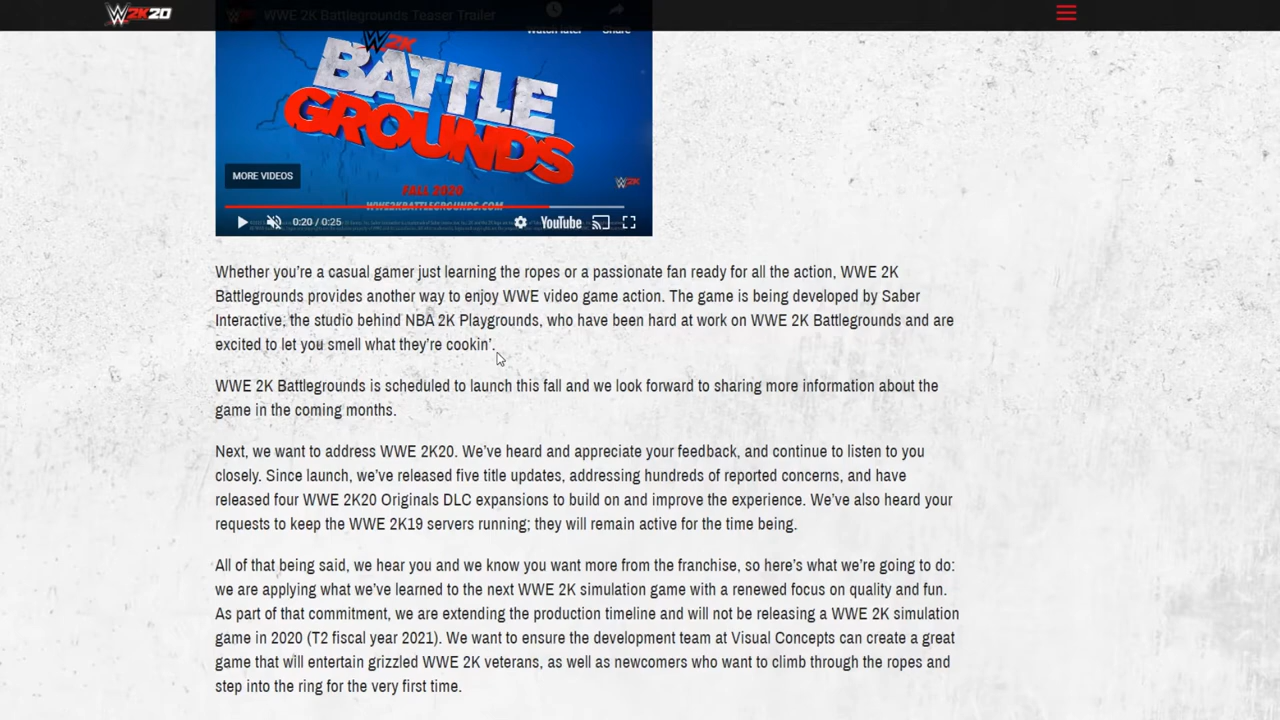 W 2K20
WWE 2K Battlegrounds Teaser Trailer
Watch later
Share
2K
BATTLE
GROUNDS
MORE VIDEOS
FALL 2020
W2K
WWE2KBATTLEGROUNDS.COM
0:20 / 0:25
YouTube
Whether you're a casual gamer just learning the ropes or a passionate fan ready for all the action, WWE 2K
Battlegrounds provides another way to enjoy WWE video game action. The game is being developed by Saber
Interactive, the studio behind NBA 2K Playgrounds, who have been hard at work on WWE 2K Battlegrounds and are
excited to let you smell what they're cookin'.
WWE 2K Battlegrounds is scheduled to launch this fall and we look forward to sharing more information about the
game in the coming months.
Next, we want to address WWE 2K20. We've heard and appreciate your feedback, and continue to listen to you
closely. Since launch, we've released five title updates, addressing hundreds of reported concerns, and have
released four WWE 2K20 Originals DLC expansions to build on and improve the experience. We've also heard your
requests to keep the WWE 2K19 servers running; they will remain active for the time being.
All of that being said, we hear you and we know you want more from the franchise, so here's what we're going to do:
we are applying what we've learned to the next WWE 2K simulation game with a renewed focus on quality and fun.
As part of that commitment, we are extending the production timeline and will not be releasing a WWE 2K simulation
game in 2020 (T2 fiscal year 2021). We want to ensure the development team at Visual Concepts can create a great
game that will entertain grizzled WWE 2K veterans, as well as newcomers who want to climb through the ropes and
step into the ring for the very first time.